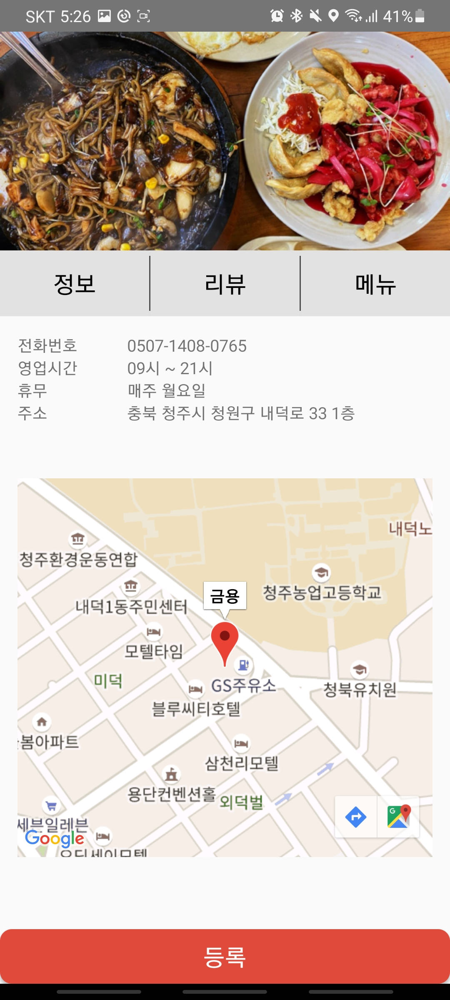 SKT 5:26 41%
정보 리뷰 메뉴
전화번호 0507-1408-0765
영업시간 09시 ~ 21시
휴무 매주 월요일
주소 충북 청주시 청원구 내덕로 33 1층
내덕노
청주환경운동연합
금용
청주농업고등학교
내덕1동주민센터
모텔타임
미덕
GS주유소
청북유치원
블루씨티호텔
봄아파트
삼천리모텔
용단컨벤션홀
외덕벌
세븐일레븐
Google
G
등록